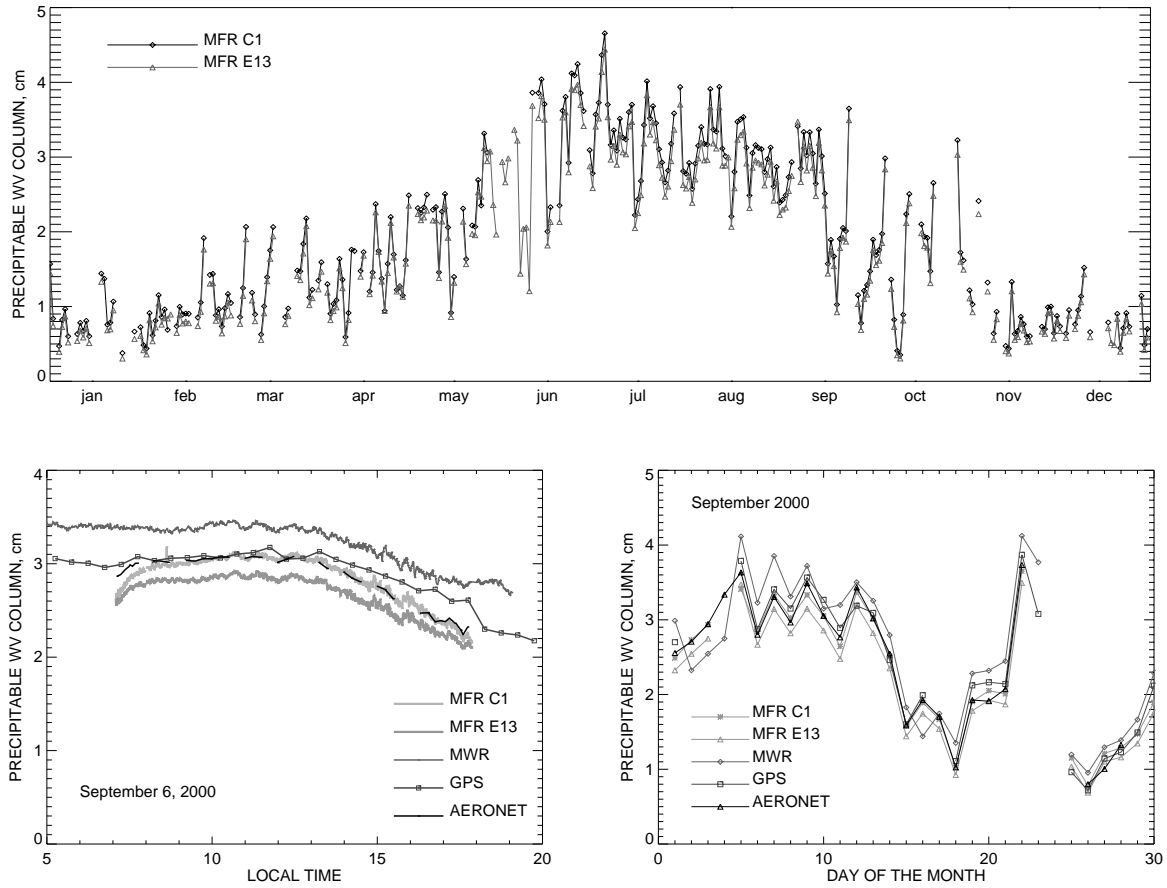 5
4
3
2
1
0
PRECIPITABLE WV COLUMN, cm
MFR C1
MFR E13
jan feb mar apr may jun jul aug sep oct nov dec
4
3
2
1
0
PRECIPITABLE WV COLUMN, cm
MFR C1
MFR E13
MWR
GPS
AERONET
September 6, 2000
5 10 15 20
LOCAL TIME
5
4
3
2
1
0
PRECIPITABLE WV COLUMN, cm
September 2000
MFR C1
MFR E13
MWR
GPS
AERONET
0 10 20 30
DAY OF THE MONTH